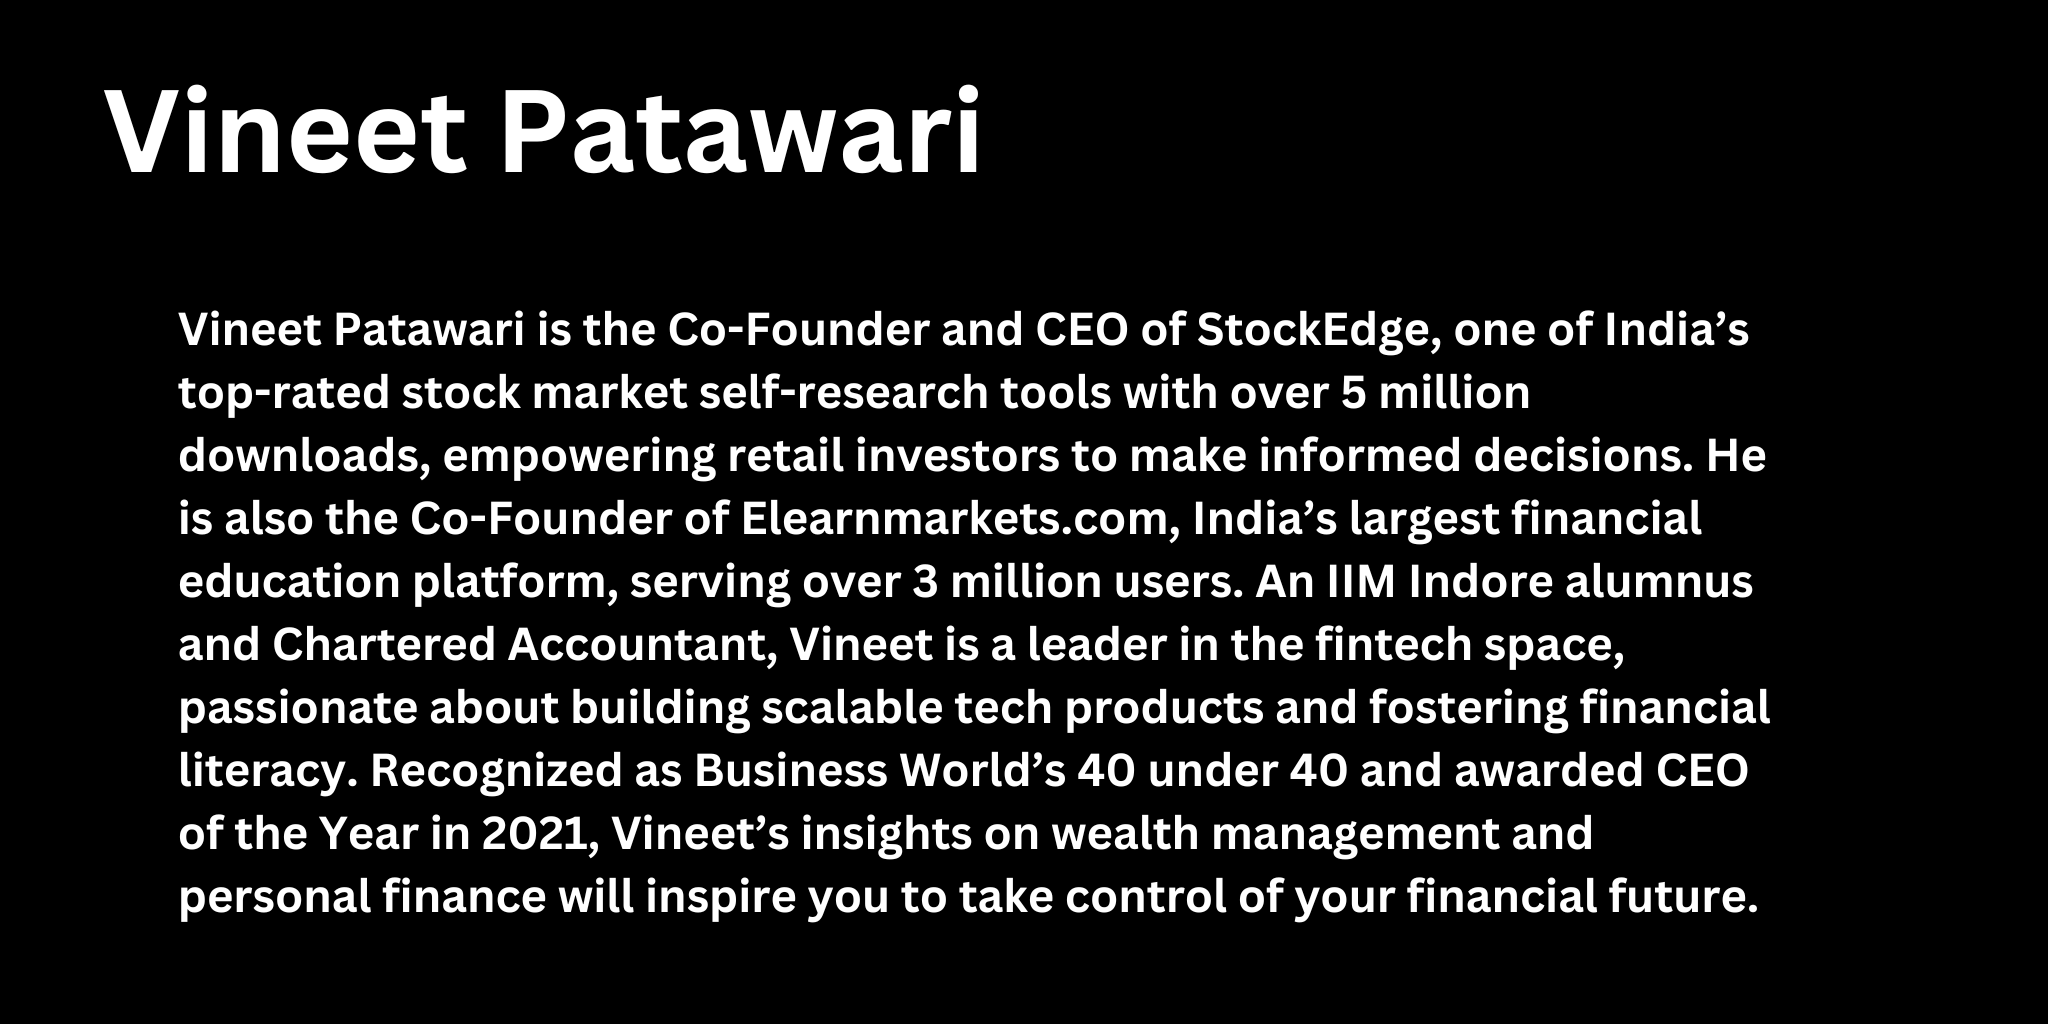 Vineet Patawari
Vineet Patawari is the Co-Founder and CEO of StockEdge, one of India’s
top-rated stock market self-research tools with over 5 million
downloads, empowering retail investors to make informed decisions. He
is also the Co-Founder of Elearnmarkets.com, India’s largest financial
education platform, serving over 3 million users. An IIM Indore alumnus
and Chartered Accountant, Vineet is a leader in the fintech space,
passionate about building scalable tech products and fostering financial
literacy. Recognized as Business World’s 40 under 40 and awarded CEO
of the Year in 2021, Vineet’s insights on wealth management and
personal finance will inspire you to take control of your financial future.